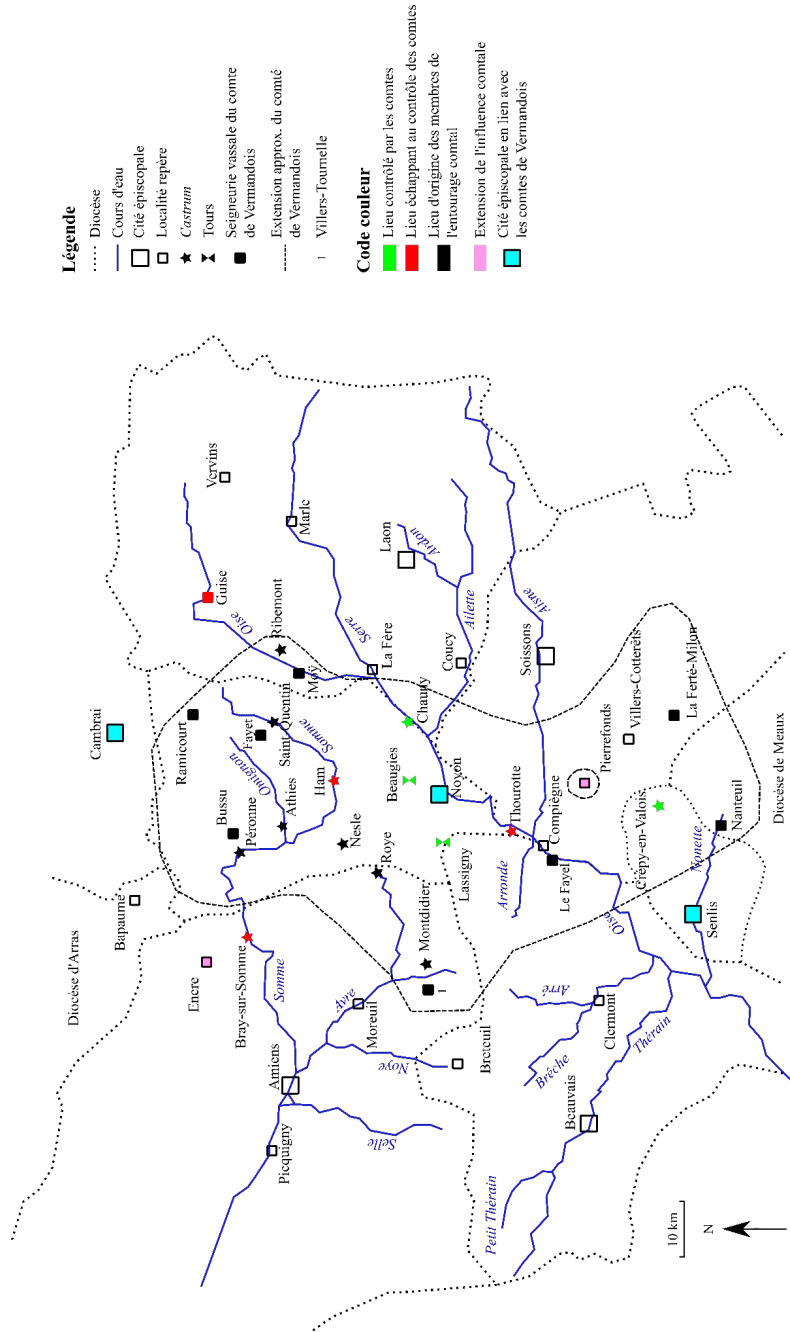 Diocèse d'Arras
Bapaume
Cambrai
Encre
Bray-sur-Somme
Somme
Bussu
Péronne
Ramicourt
Guise
Vervins
Oise
Fayet
Saint-Quentin
Omignon
Athies
Somme
Ribemont
Moÿ
Marle
Picquigny
Amiens
Ham
Nesle
Roye
Serre
La Fère
Avre
Moreuil
Noye
Selle
Montdidier
1
Breteuil
Chauny
Beaugies
Noyon
Lassigny
Laon
Ardon
Ailette
Coucy
Thourotte
Arronde
Compiègne
Le Fayel
Aisne
Soissons
Arré
Brêche
Clermont
Oise
Thérain
Beauvais
Petit Thérain
Pierrefonds
Villers-Cotterêts
Crépy-en-Valois
La Ferté-Milon
Nanteuil
Nonette
Senlis
Diocèse de Meaux
10 km
N
Légende
Diocèse
Cours d'eau
Cité épiscopale
Localité repère
Castrum
Tours
Seigneurie vassale du comte
de Vermandois
Extension approx. du comté
de Vermandois
1 Villers-Tournelle
Code couleur
Lieu contrôlé par les comtes
Lieu échappant au contrôle des comtes
Lieu d'origine des membres de
l'entourage comtal
Extension de l'influence comtale
Cité épiscopale en lien avec
les comtes de Vermandois